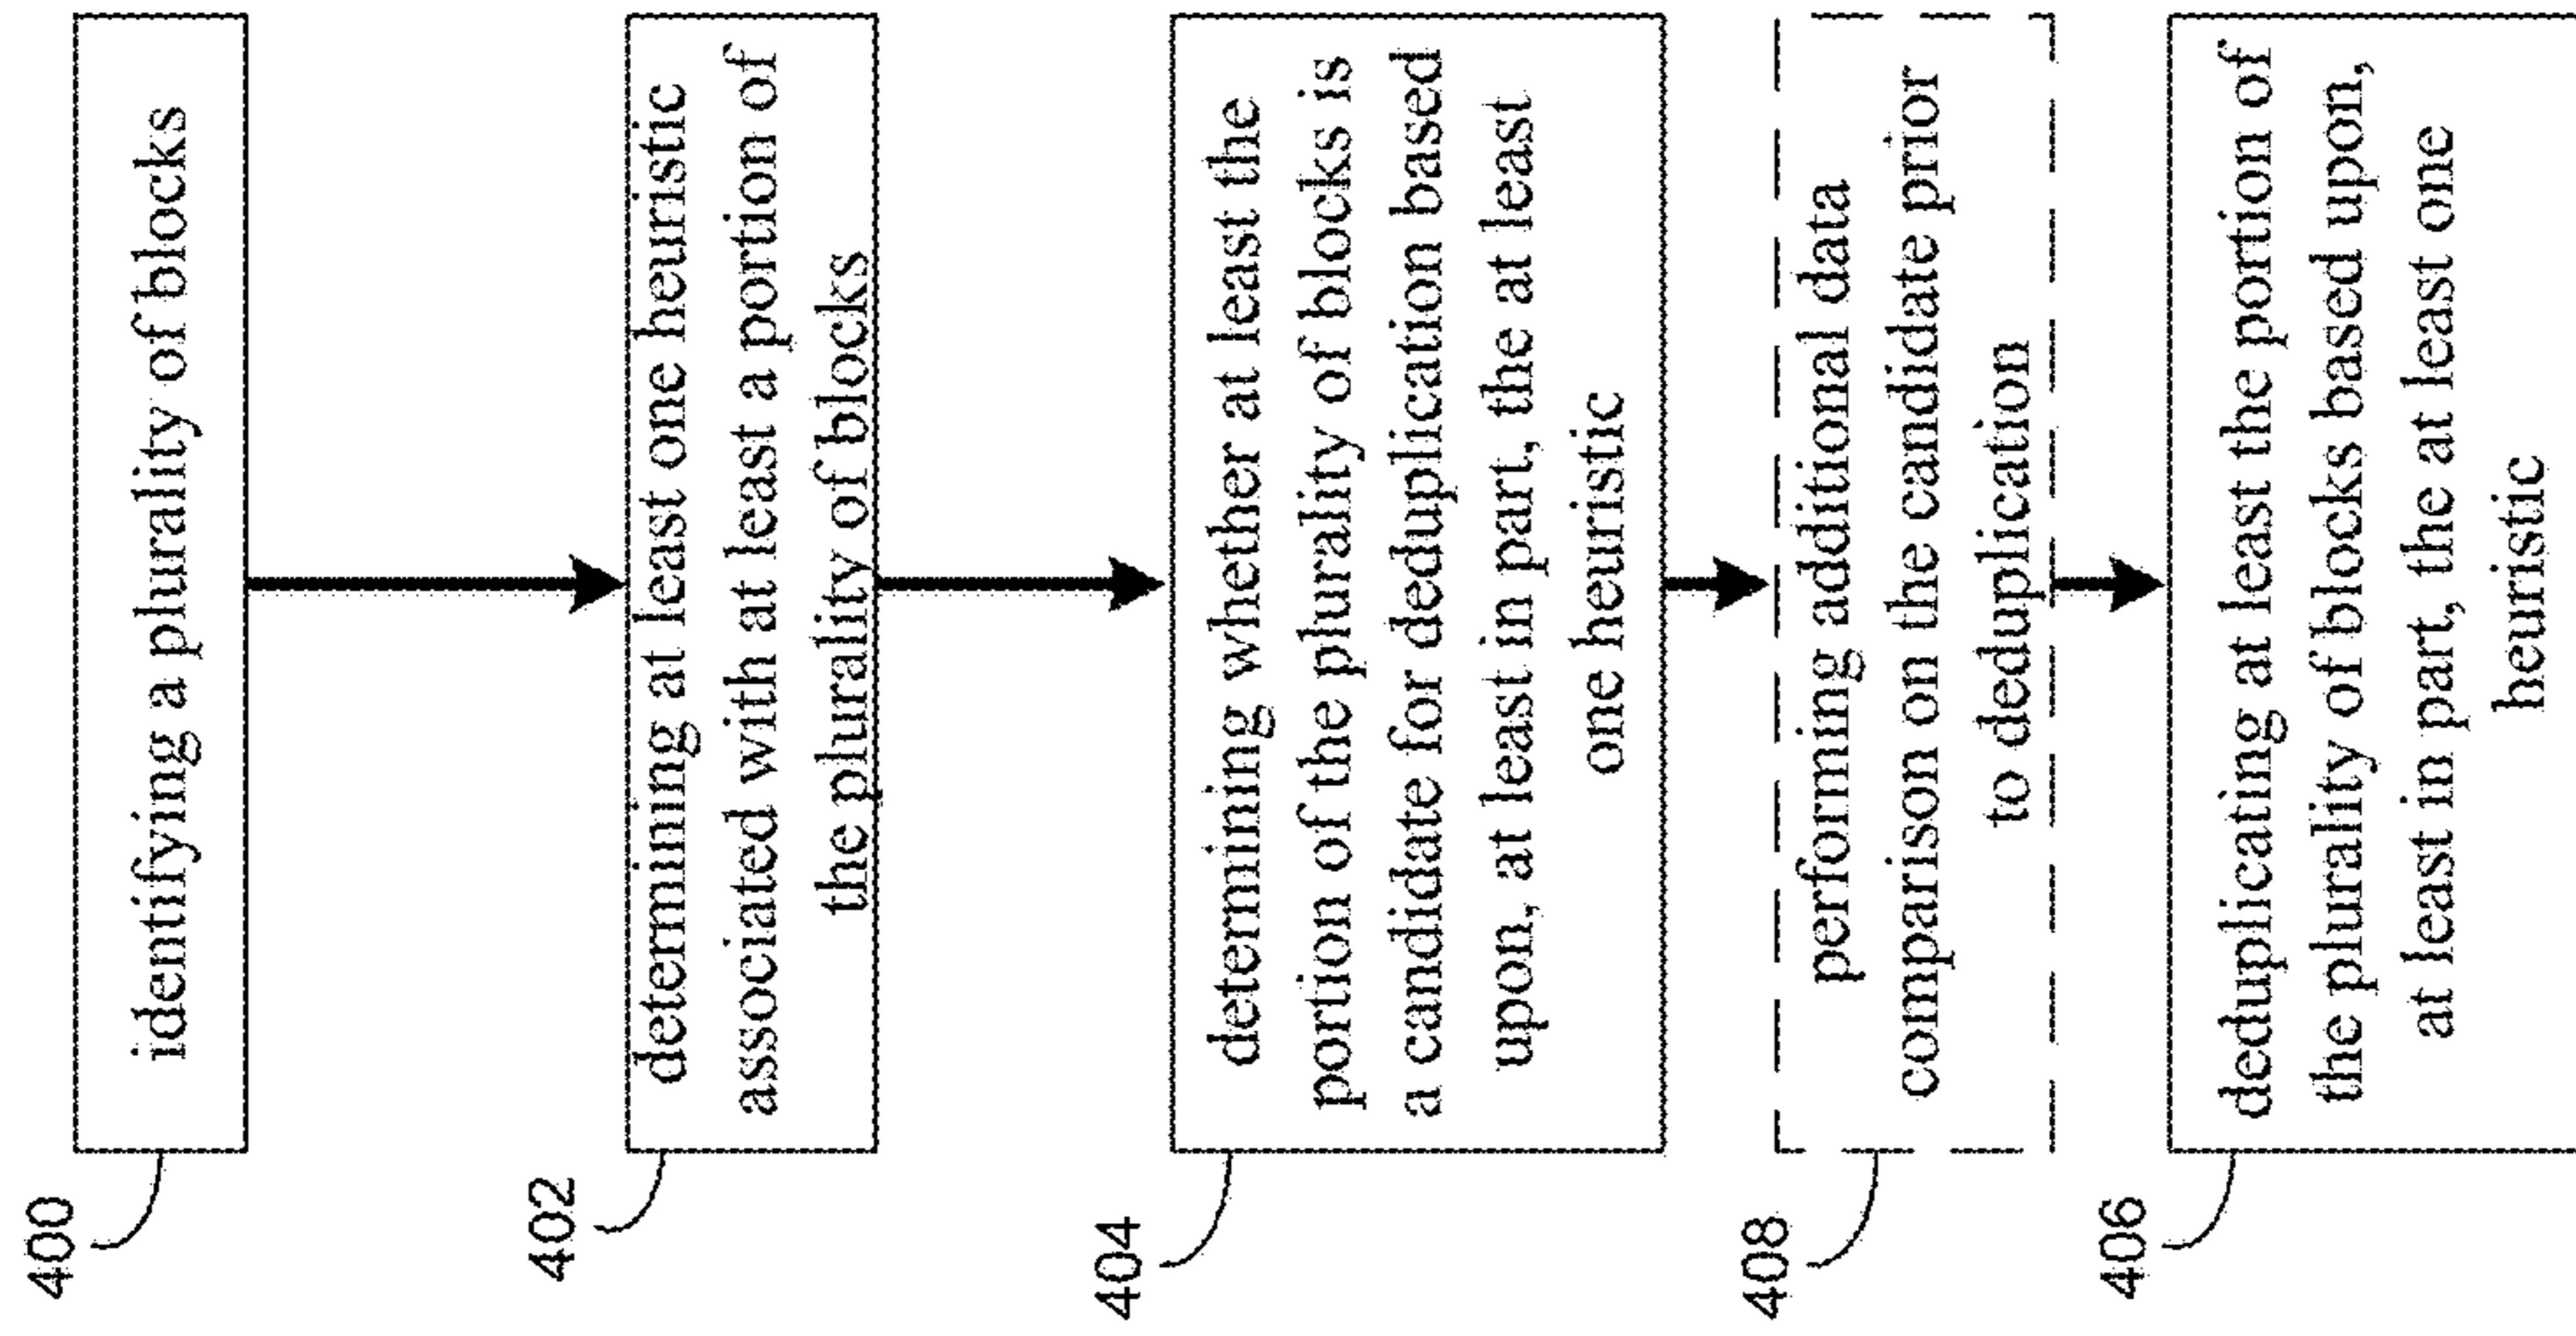 400
identifying a plurality of blocks
402
determining at least one heuristic
associated with at least a portion of
the plurality of blocks
404
determining whether at least the
portion of the plurality of blocks is
a candidate for deduplication based
upon, at least in part, the at least
one heuristic
408
performing additional data
comparison on the candidate prior
to deduplication
406
deduplicating at least the portion of
the plurality of blocks based upon,
at least in part, the at least one
heuristic